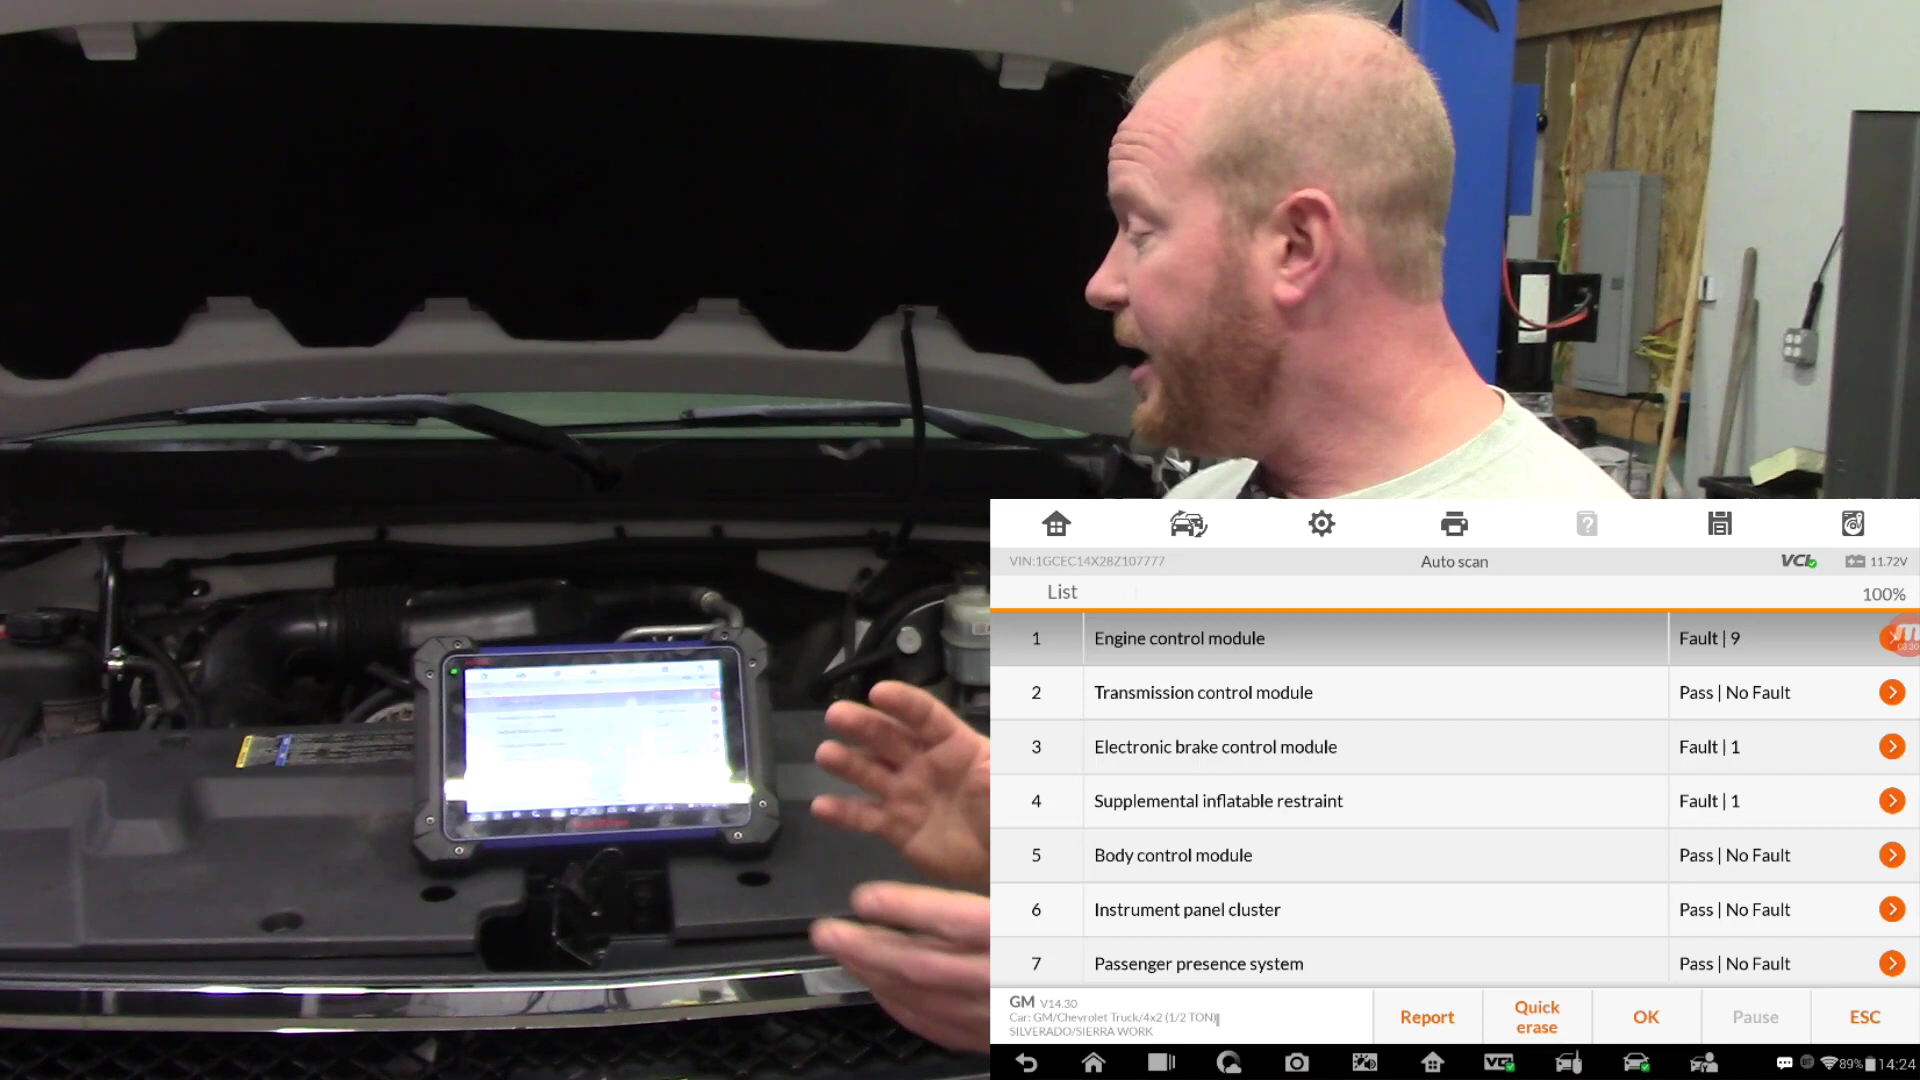 VIN:1GCEC14X28Z107777 Auto scan VCI 11.72V
List 100%
1 Engine control module Fault | 9
2 Transmission control module Pass | No Fault
3 Electronic brake control module Fault | 1
4 Supplemental inflatable restraint Fault | 1
5 Body control module Pass | No Fault
6 Instrument panel cluster Pass | No Fault
7 Passenger presence system Pass | No Fault
GM V14.30
Car: GM/Chevrolet Truck/4x2 (1/2 TON)
SILVERADO/SIERRA WORK
Report
Quick
erase
OK
Pause
ESC
VCI 89% 14:24